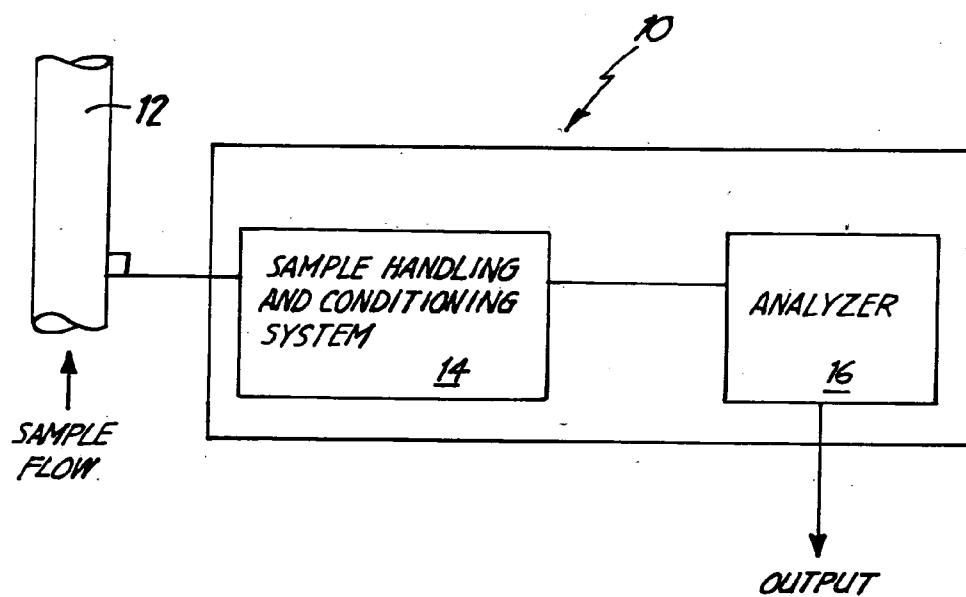 10
12
SAMPLE HANDLING
AND CONDITIONING
SYSTEM
14
ANALYZER
16
SAMPLE
FLOW
OUTPUT